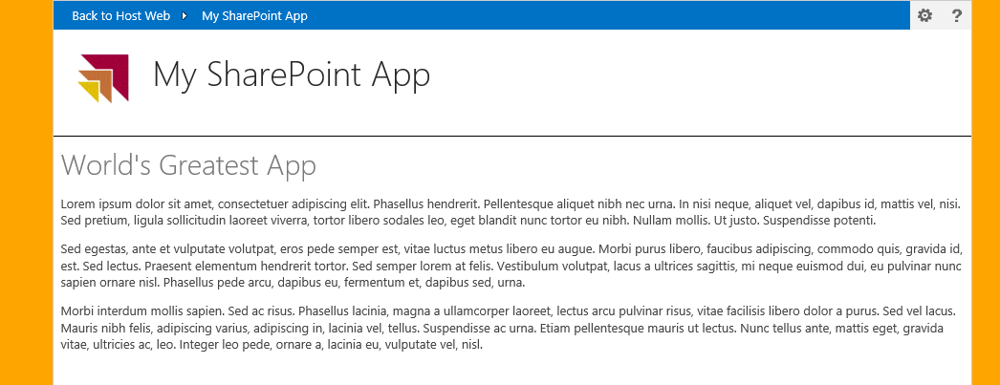 Back to Host Web My SharePoint App ?
My SharePoint App
World's Greatest App
Lorem ipsum dolor sit amet, consectetuer adipiscing elit. Phasellus hendrerit. Pellentesque aliquet nibh nec urna. In nisi neque, aliquet vel, dapibus id, mattis vel, nisi.
Sed pretium, ligula sollicitudin laoreet viverra, tortor libero sodales leo, eget blandit nunc tortor eu nibh. Nullam mollis. Ut justo. Suspendisse potenti.
Sed egestas, ante et vulputate volutpat, eros pede semper est, vitae luctus metus libero eu augue. Morbi purus libero, faucibus adipiscing, commodo quis, gravida id,
est. Sed lectus. Praesent elementum hendrerit tortor. Sed semper lorem at felis. Vestibulum volutpat, lacus a ultrices sagittis, mi neque euismod dui, eu pulvinar nunc
sapien ornare nisl. Phasellus pede arcu, dapibus eu, fermentum et, dapibus sed, urna.
Morbi interdum mollis sapien. Sed ac risus. Phasellus lacinia, magna a ullamcorper laoreet, lectus arcu pulvinar risus, vitae facilisis libero dolor a purus. Sed vel lacus.
Mauris nibh felis, adipiscing varius, adipiscing in, lacinia vel, tellus. Suspendisse ac urna. Etiam pellentesque mauris ut lectus. Nunc tellus ante, mattis eget, gravida
vitae, ultricies ac, leo. Integer leo pede, ornare a, lacinia eu, vulputate vel, nisl.